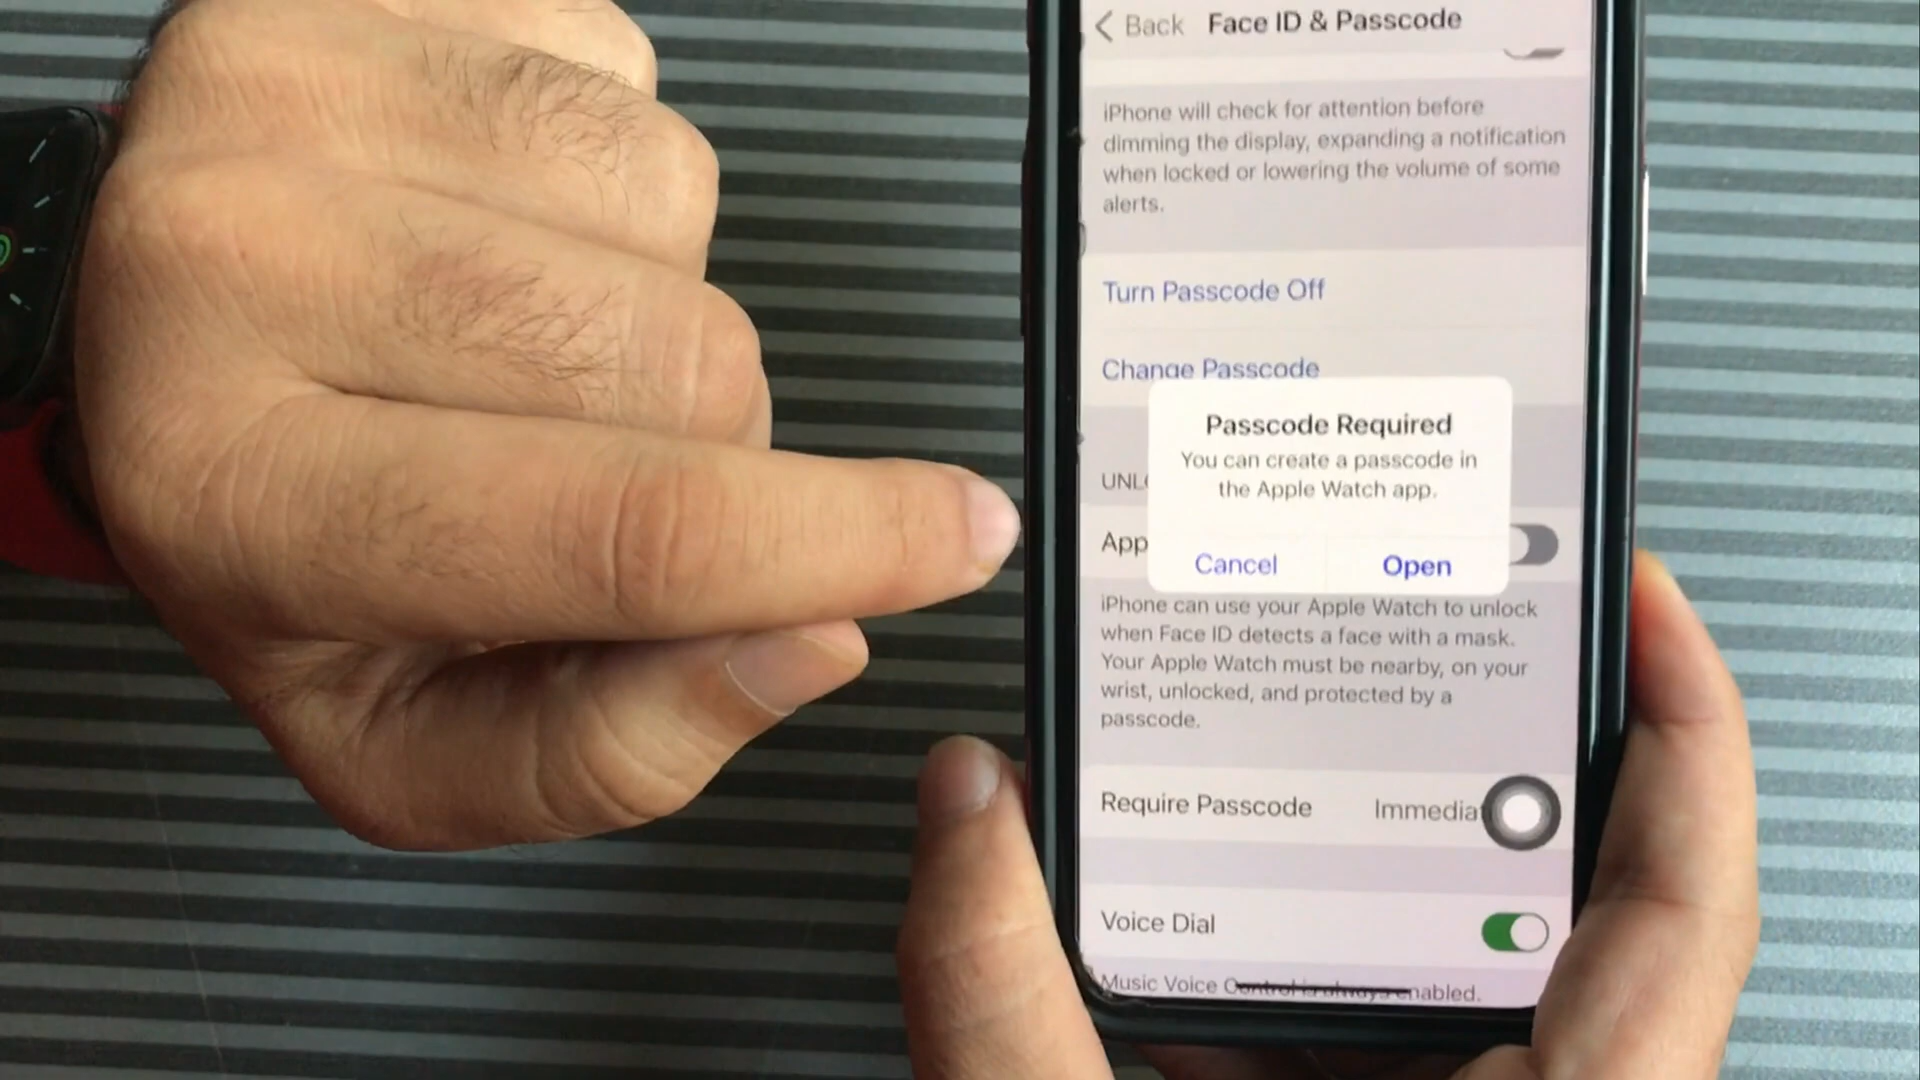 Back
Face ID & Passcode
iPhone will check for attention before
dimming the display, expanding a notification
when locked or lowering the volume of some
alerts.
Turn Passcode Off
Change Passcode
Passcode Required
You can create a passcode in
the Apple Watch app.
UNL
App
Cancel
Open
iPhone can use your Apple Watch to unlock
when Face ID detects a face with a mask.
Your Apple Watch must be nearby, on your
wrist, unlocked, and protected by a
passcode.
Require Passcode
Immediat
Voice Dial
Music Voice Control is always enabled.